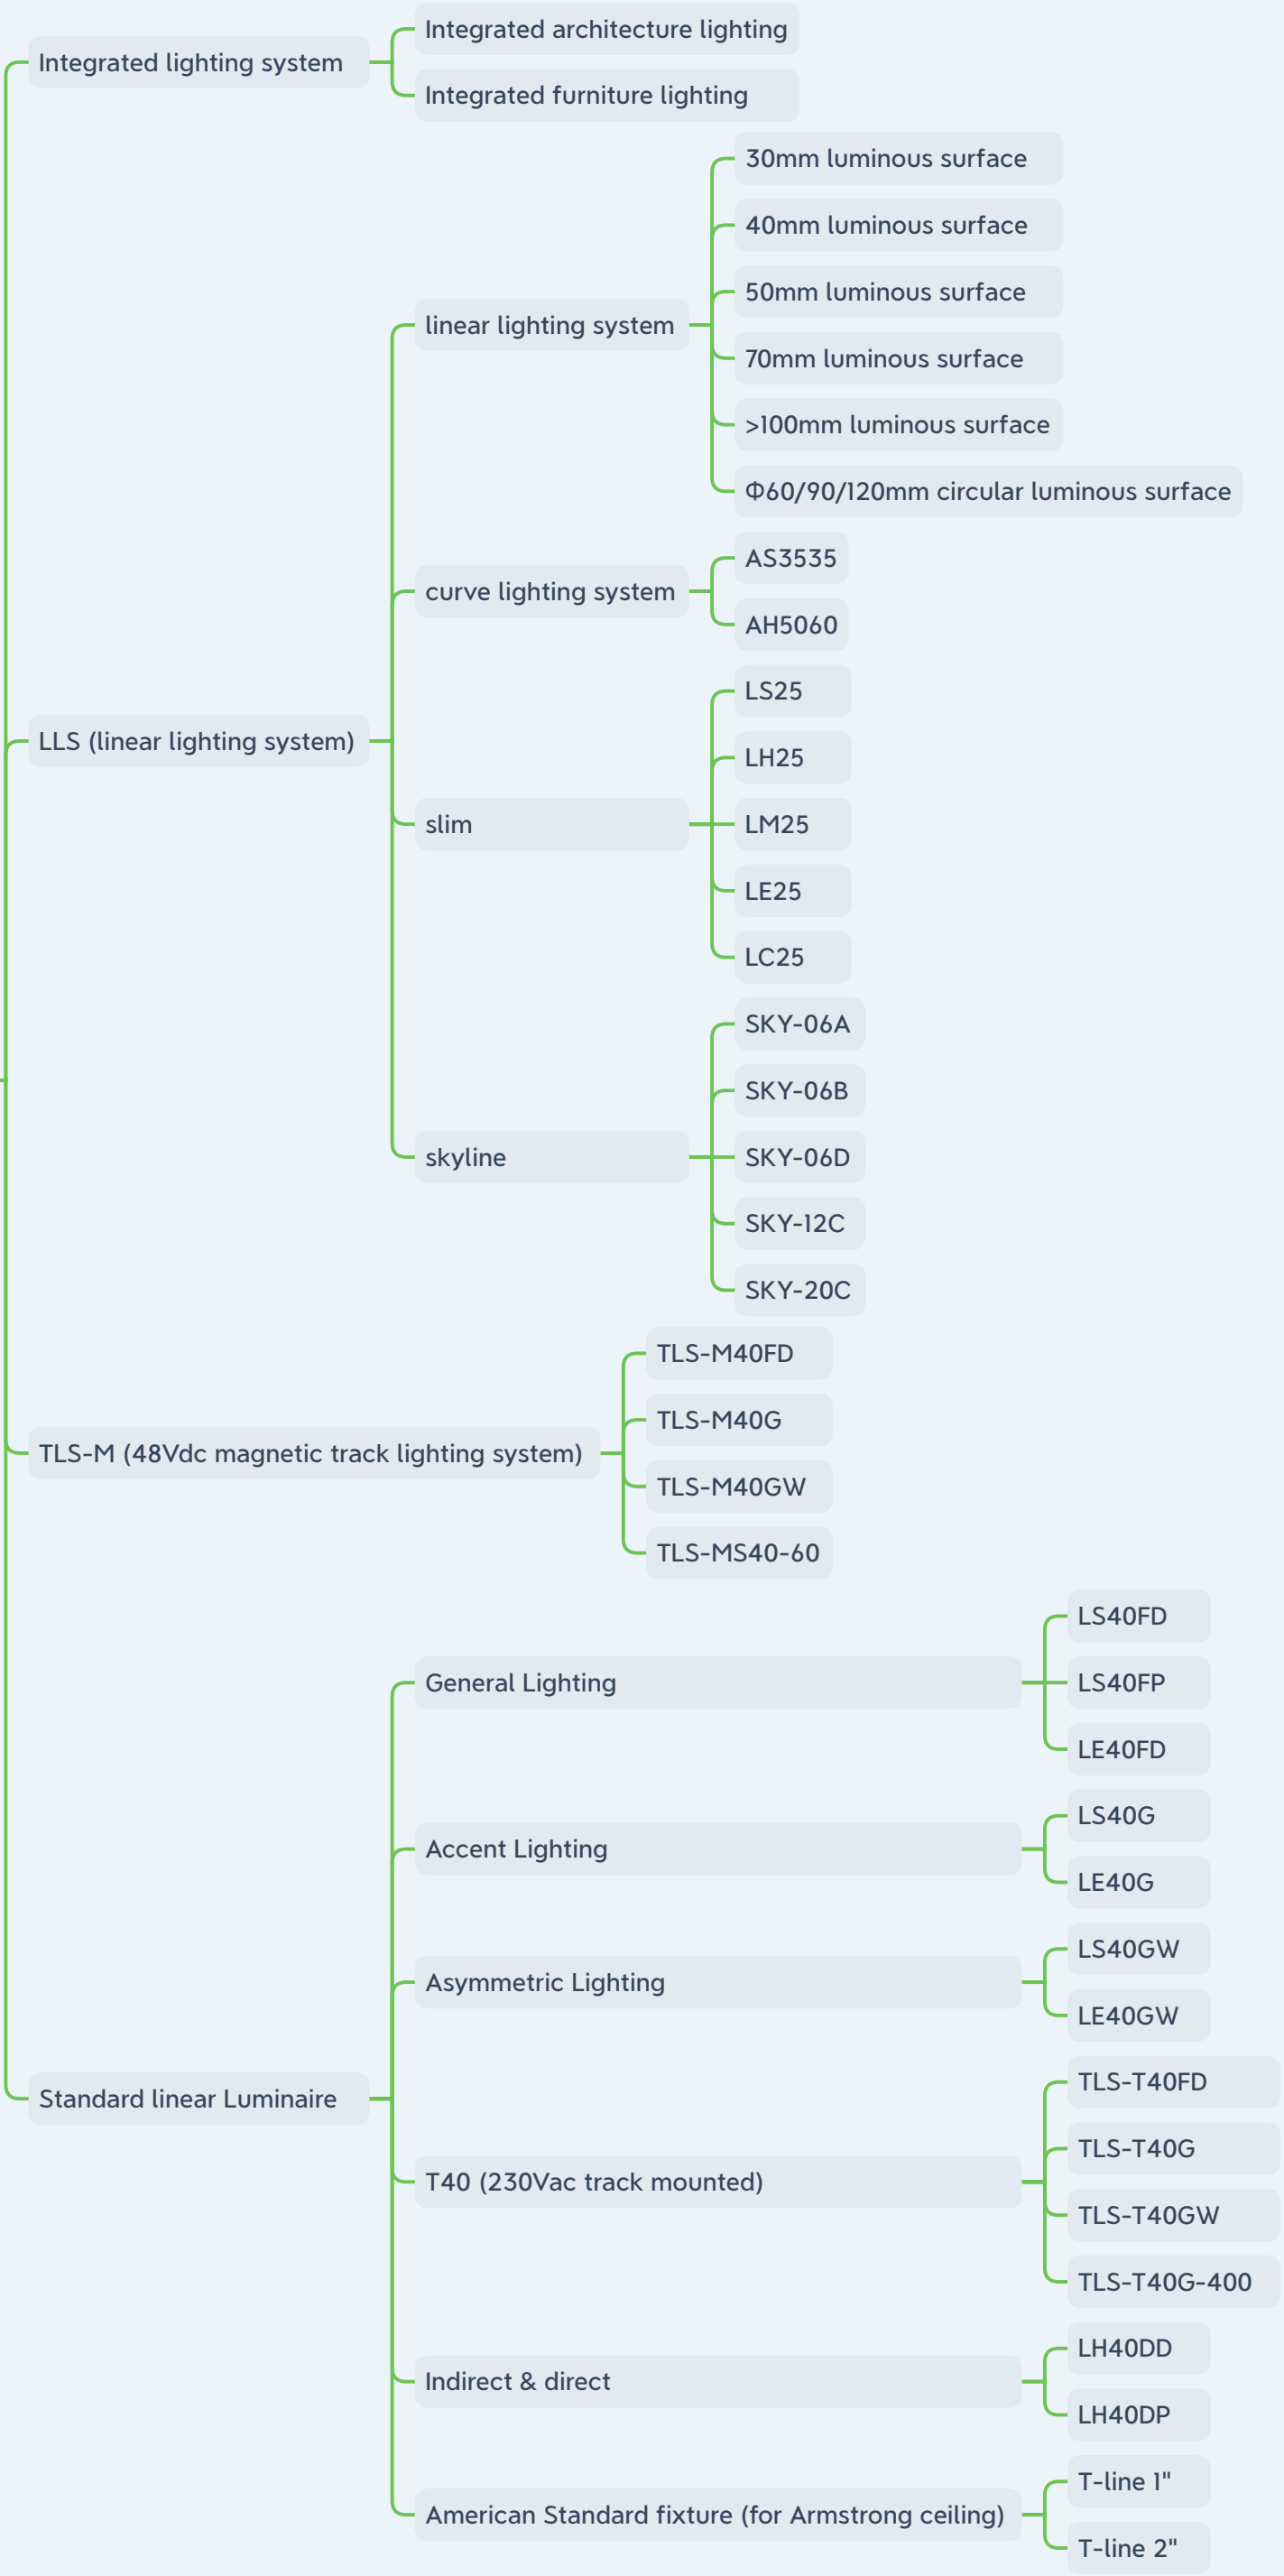 Integrated lighting system
Integrated architecture lighting
Integrated furniture lighting
LLS (linear lighting system)
linear lighting system
30mm luminous surface
40mm luminous surface
50mm luminous surface
70mm luminous surface
>100mm luminous surface
Φ60/90/120mm circular luminous surface
curve lighting system
AS3535
AH5060
slim
LS25
LH25
LM25
LE25
LC25
skyline
SKY-06A
SKY-06B
SKY-06D
SKY-12C
SKY-20C
TLS-M (48Vdc magnetic track lighting system)
TLS-M40FD
TLS-M40G
TLS-M40GW
TLS-MS40-60
Standard linear Luminaire
General Lighting
LS40FD
LS40FP
LE40FD
Accent Lighting
LS40G
LE40G
Asymmetric Lighting
LS40GW
LE40GW
T40 (230Vac track mounted)
TLS-T40FD
TLS-T40G
TLS-T40GW
TLS-T40G-400
Indirect & direct
LH40DD
LH40DP
American Standard fixture (for Armstrong ceiling)
T-line 1"
T-line 2"